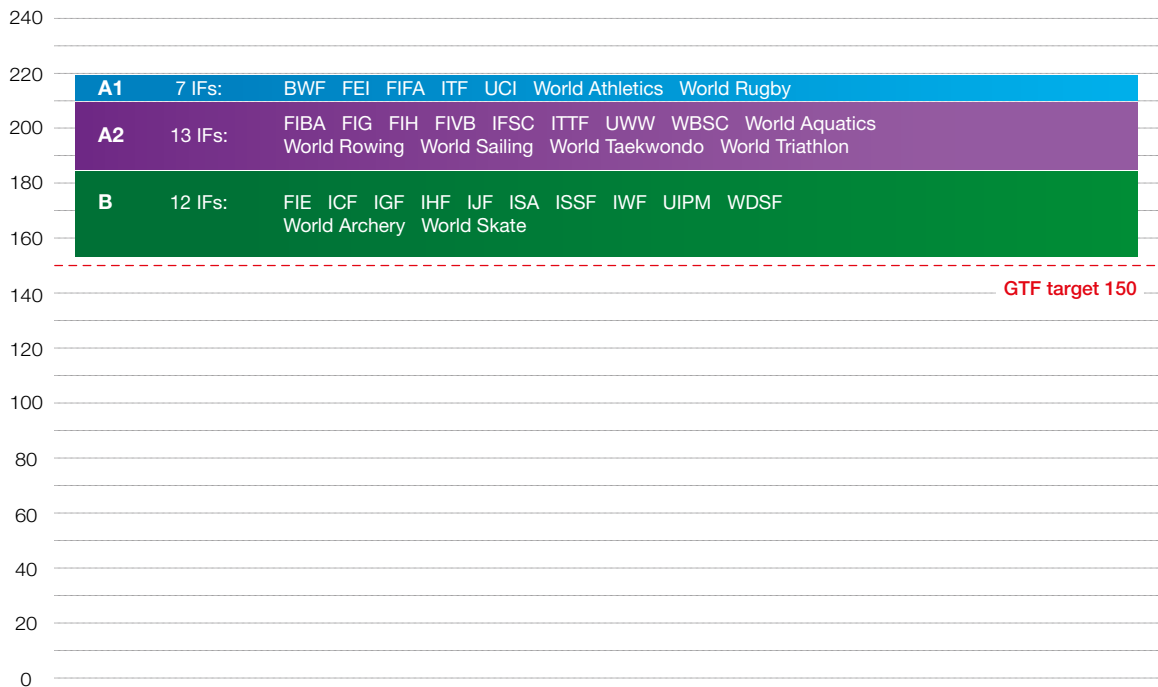 240
220
A1 7 IFs: BWF FEI FIFA ITF UCI World Athletics World Rugby
200
A2 13 IFs: FIBA FIG FIH FIVB IFSC ITTF UWW WBSC World Aquatics
World Rowing World Sailing World Taekwondo World Triathlon
180
B 12 IFs: FIE ICF IGF IHF IJF ISA ISSF IWF UIPM WDSF
World Archery World Skate
160
GTF target 150
140
120
100
80
60
40
20
0